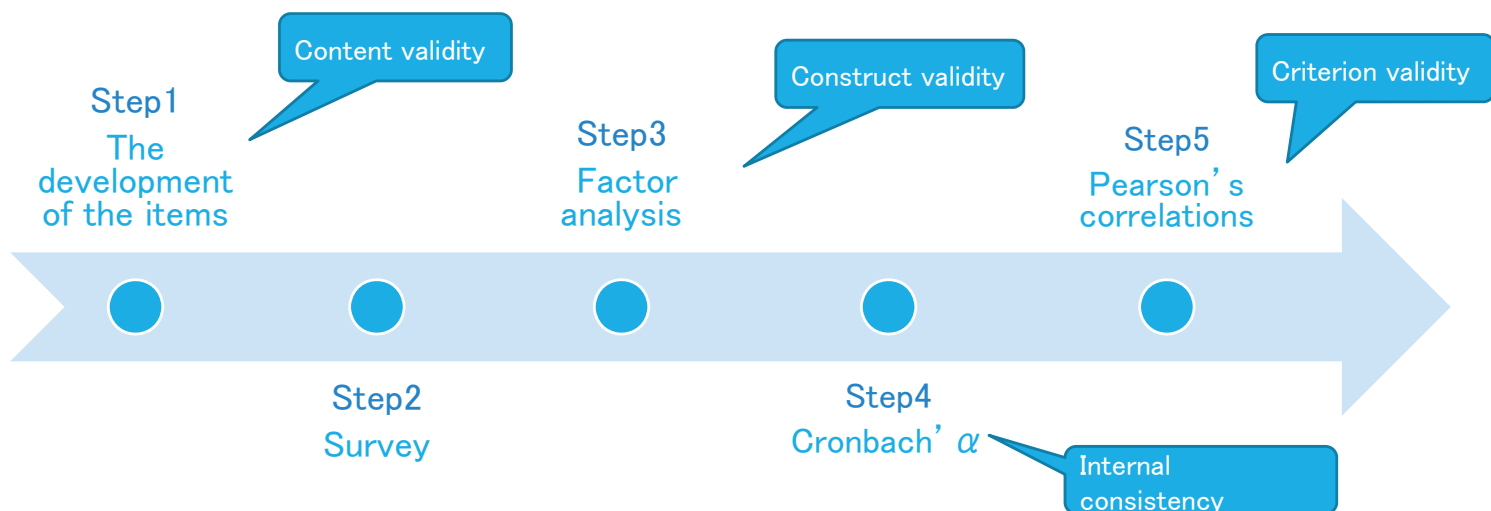 Content validity
Step1
The
development
of the items
Construct validity
Step3
Factor
analysis
Criterion validity
Step5
Pearson’s
correlations
Step2
Survey
Step4
Cronbach’ α
Internal
consistency